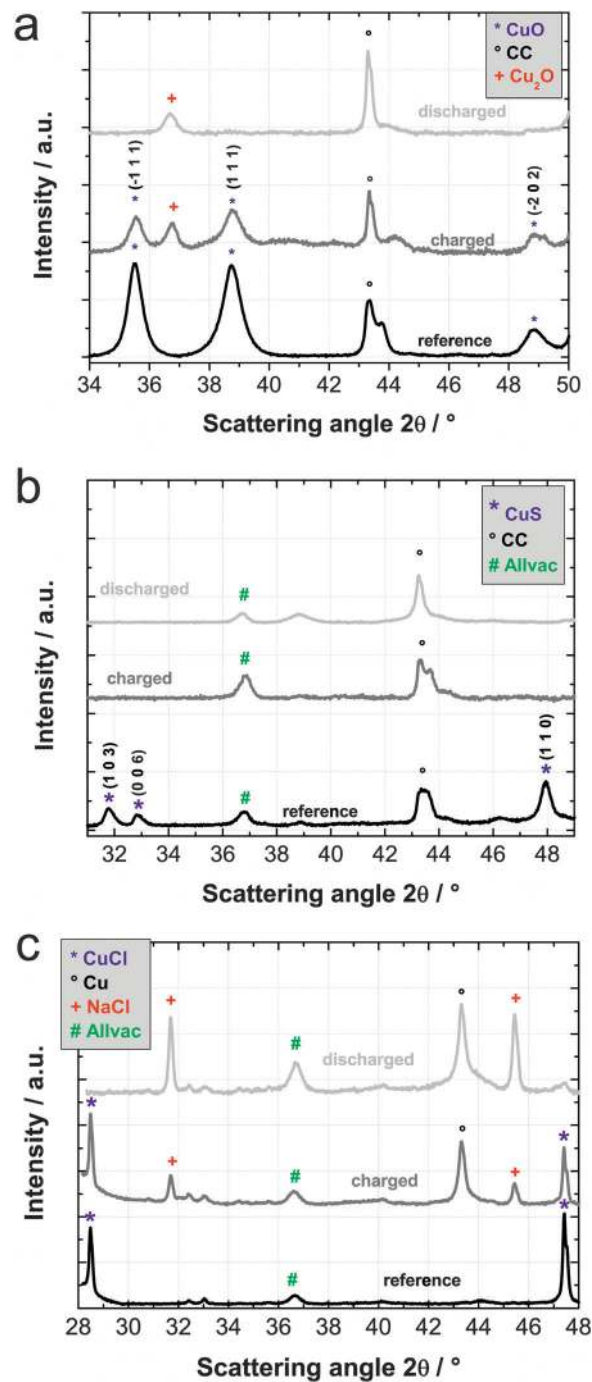 a
* CuO
° CC
+ Cu2O
°
discharged
+
* (-1 1 1)
+
* (1 1 1)
°
charged
* (-2 0 2)
*
*
°
reference
*
Intensity / a.u.
34 36 38 40 42 44 46 48 50
Scattering angle 2θ / °
b
* CuS
° CC
# Allvac
discharged
#
°
charged
#
°
* (1 0 3)
* (0 0 6)
#
reference
°
* (1 1 0)
Intensity / a.u.
32 34 36 38 40 42 44 46 48
Scattering angle 2θ / °
c
* CuCl
° Cu
+ NaCl
# Allvac
+
#
discharged
°
+
*
+
#
charged
°
+
*
*
#
reference
*
Intensity / a.u.
28 30 32 34 36 38 40 42 44 46 48
Scattering angle 2θ / °